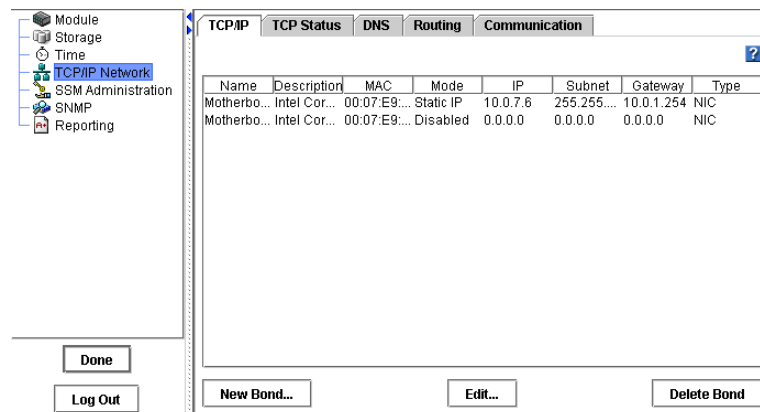 Module
Storage
Time
TCP/IP Network
SSM Administration
SNMP
Reporting
Done
Log Out
TCP/IP TCP Status DNS Routing Communication
?
Name Description MAC Mode IP Subnet Gateway Type
Motherbo... Intel Cor... 00:07:E9:... Static IP 10.0.7.6 255.255.... 10.0.1.254 NIC
Motherbo... Intel Cor... 00:07:E9:... Disabled 0.0.0.0 0.0.0.0 0.0.0.0 NIC
New Bond... Edit... Delete Bond